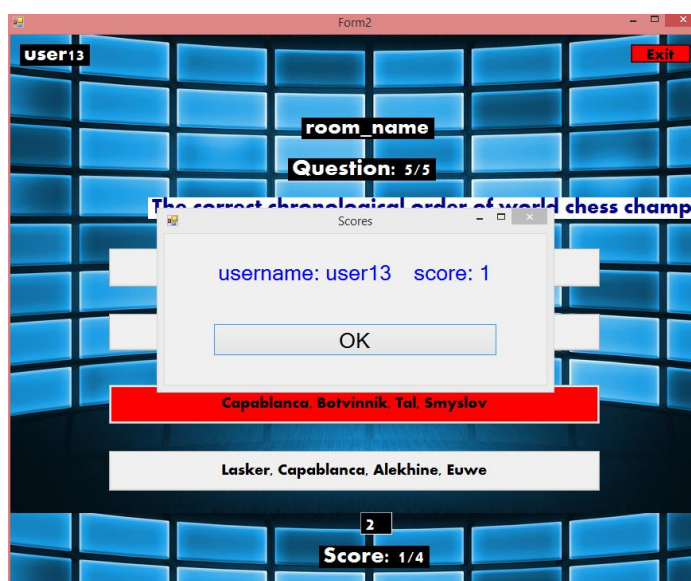 Form2
user13
Exit
room_name
Question: 5/5
The correct chronological order of world chess champ
Scores
username: user13 score: 1
OK
Capablanca, Botvinnik, Tal, Smyslov
Lasker, Capablanca, Alekhine, Euwe
2
Score: 1/4